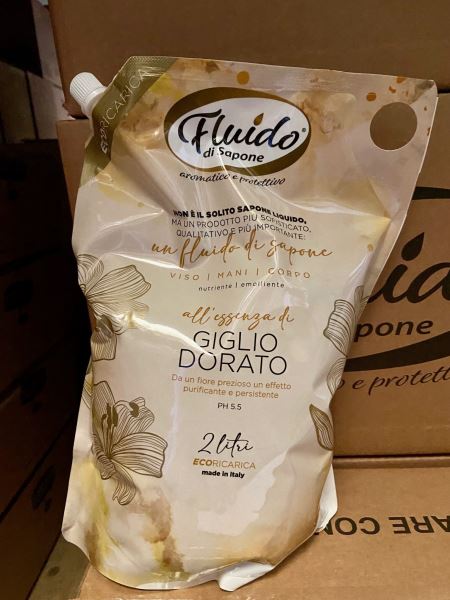 ECORICARICA
Fluido®
di Sapone
aromatico e protettivo
NON È IL SOLITO SAPONE LIQUIDO,
MA UN PRODOTTO PIÙ SOFISTICATO,
QUALITATIVO E PIÙ IMPORTANTE:
un fluido di sapone
VISO | MANI | CORPO
nutriente | emolliente
all'essenza di
GIGLIO
DORATO
Da un fiore prezioso un effetto
purificante e persistente
PH 5.5
2 litri
ECORICARICA
made in Italy
uido
Sapone
o e protett
ARE CON